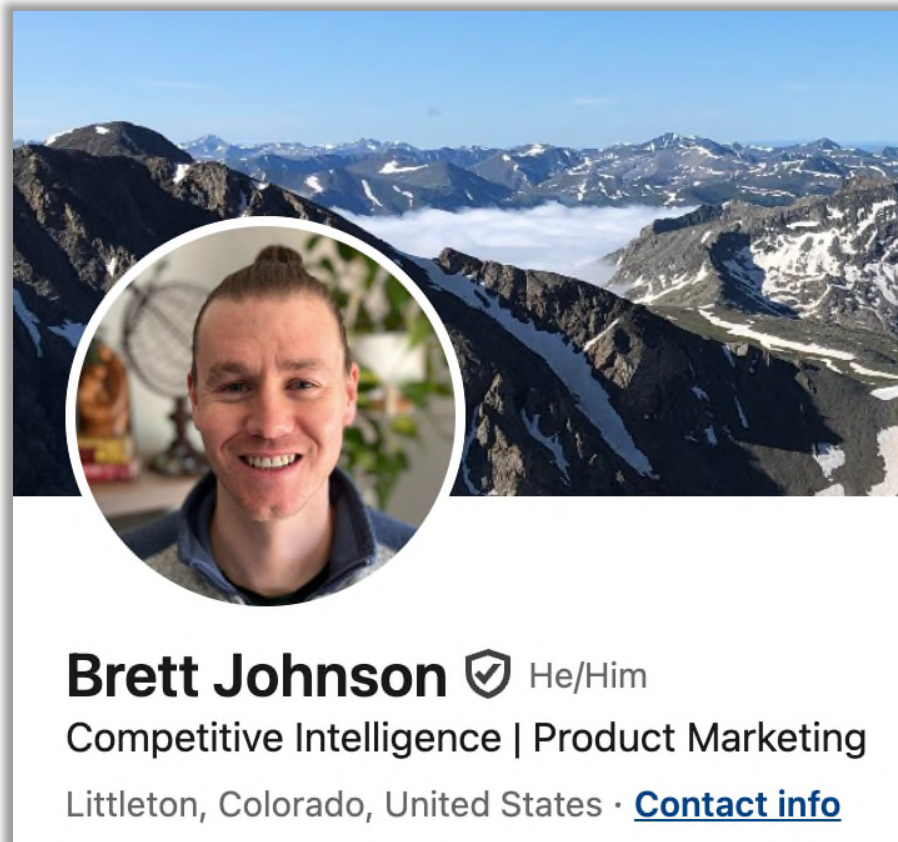 Brett Johnson He/Him
Competitive Intelligence | Product Marketing
Littleton, Colorado, United States · Contact info